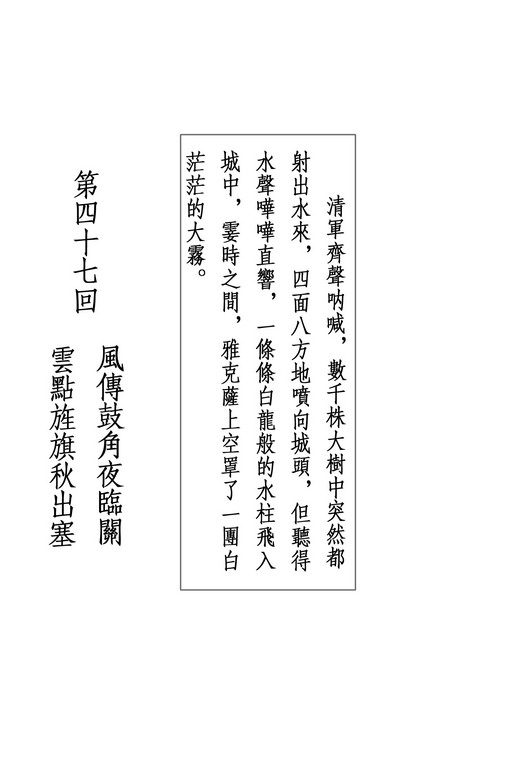 清軍齊聲吶喊，數千株大樹中突然都
射出水來，四面八方地噴向城頭，但聽得
水聲嘩嘩直響，一條條白龍般的水柱飛入
城中，霎時之間，雅克薩上空罩了一團白
茫茫的大霧。
第四十七回
風傳鼓角夜臨關
雲點旌旗秋出塞